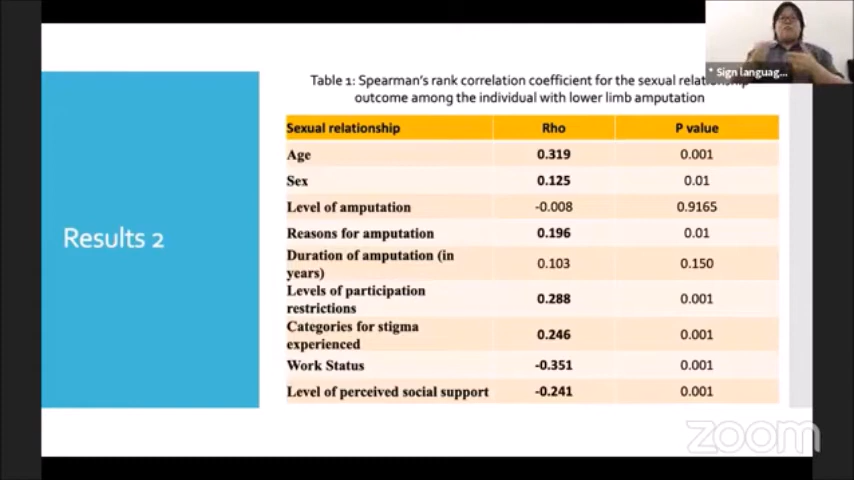 * Sign languag...
Table 1: Spearman's rank correlation coefficient for the sexual relationship
outcome among the individual with lower limb amputation
Sexual relationship Rho P value
Age 0.319 0.001
Sex 0.125 0.01
Level of amputation -0.008 0.9165
Reasons for amputation 0.196 0.01
Duration of amputation (in
years) 0.103 0.150
Levels of participation
restrictions 0.288 0.001
Categories for stigma
experienced 0.246 0.001
Work Status -0.351 0.001
Level of perceived social support -0.241 0.001
Results 2
zoom